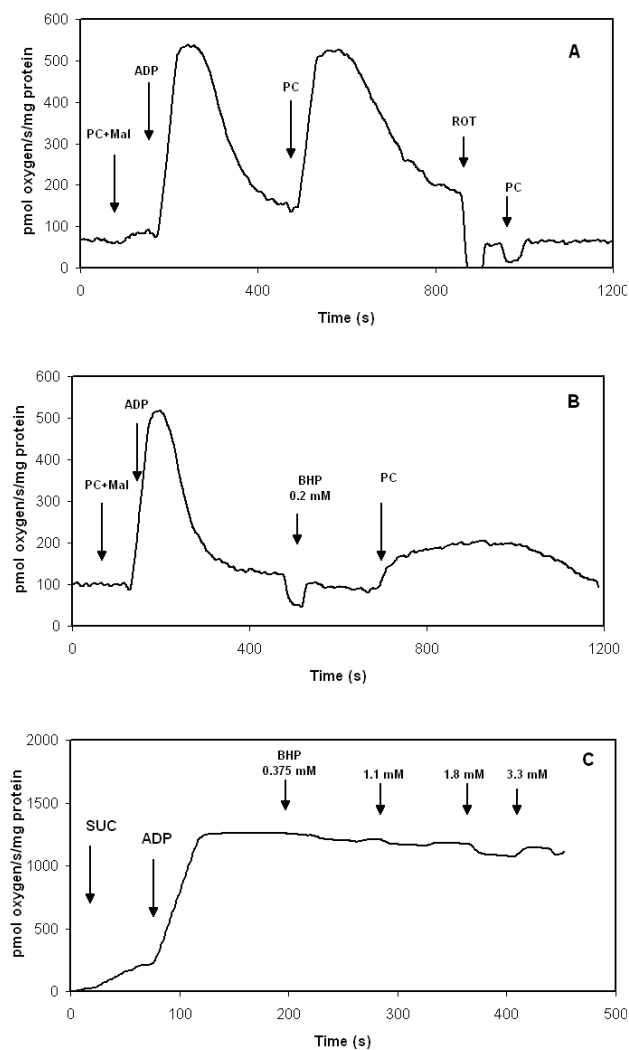 600
500
400
300
200
100
0
pmol oxygen/s/mg protein
A
ADP
PC+Mal
PC
ROT
PC
0 400 800 1200
Time (s)
600
500
400
300
200
100
0
pmol oxygen/s/mg protein
B
ADP
PC+Mal
BHP
0.2 mM
PC
0 400 800 1200
Time (s)
2000
1500
1000
500
0
pmol oxygen/s/mg protein
C
BHP
0.375 mM
1.1 mM
1.8 mM
3.3 mM
SUC
ADP
0 100 200 300 400 500
Time (s)